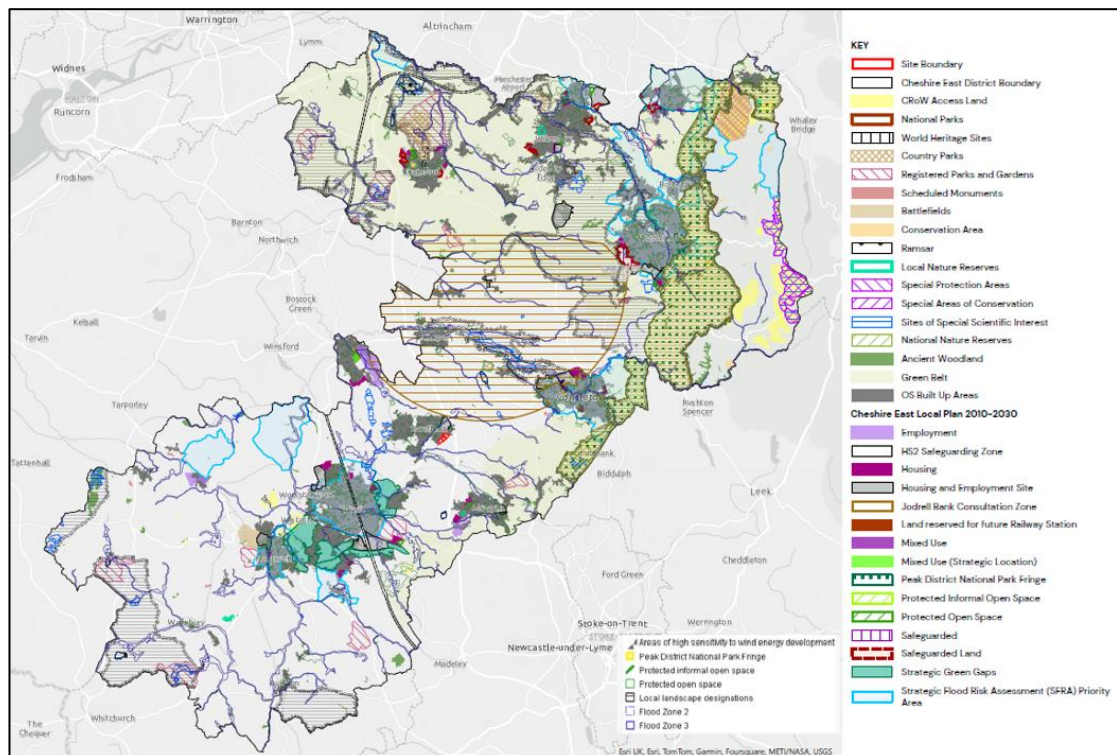 Warrington
Altrincham
Lymm
Widnes
Manchester
Airport
Runcorn
Whaley
Bridge
Frodsham
Barnton
Northwich
Bostock
Green
Kelsall
Tarvin
Winsford
Tarporley
Rushton
Spencer
Tattenhall
Biddulph
Leek
Cheddleton
Ford Green
Stoke-on-Trent
Werrington
Newcastle-under-Lyme
Madeley
Whitchurch
The
Chequer
KEY
Site Boundary
Cheshire East District Boundary
CRoW Access Land
National Parks
World Heritage Sites
Country Parks
Registered Parks and Gardens
Scheduled Monuments
Battlefields
Conservation Area
Ramsar
Local Nature Reserves
Special Protection Areas
Special Areas of Conservation
Sites of Special Scientific Interest
National Nature Reserves
Ancient Woodland
Green Belt
OS Built Up Areas
Cheshire East Local Plan 2010-2030
Employment
HS2 Safeguarding Zone
Housing
Housing and Employment Site
Jodrell Bank Consultation Zone
Land reserved for future Railway Station
Mixed Use
Mixed Use (Strategic Location)
Peak District National Park Fringe
Protected Informal Open Space
Protected Open Space
Safeguarded
Safeguarded Land
Strategic Green Gaps
Strategic Flood Risk Assessment (SFRA) Priority
Area
Areas of high sensitivity to wind energy development
Peak District National Park Fringe
Protected informal open space
Protected open space
Local landscape designations
Flood Zone 2
Flood Zone 3
Esri UK, Esri, TomTom, Garmin, Foursquare, METI/NASA, USGS